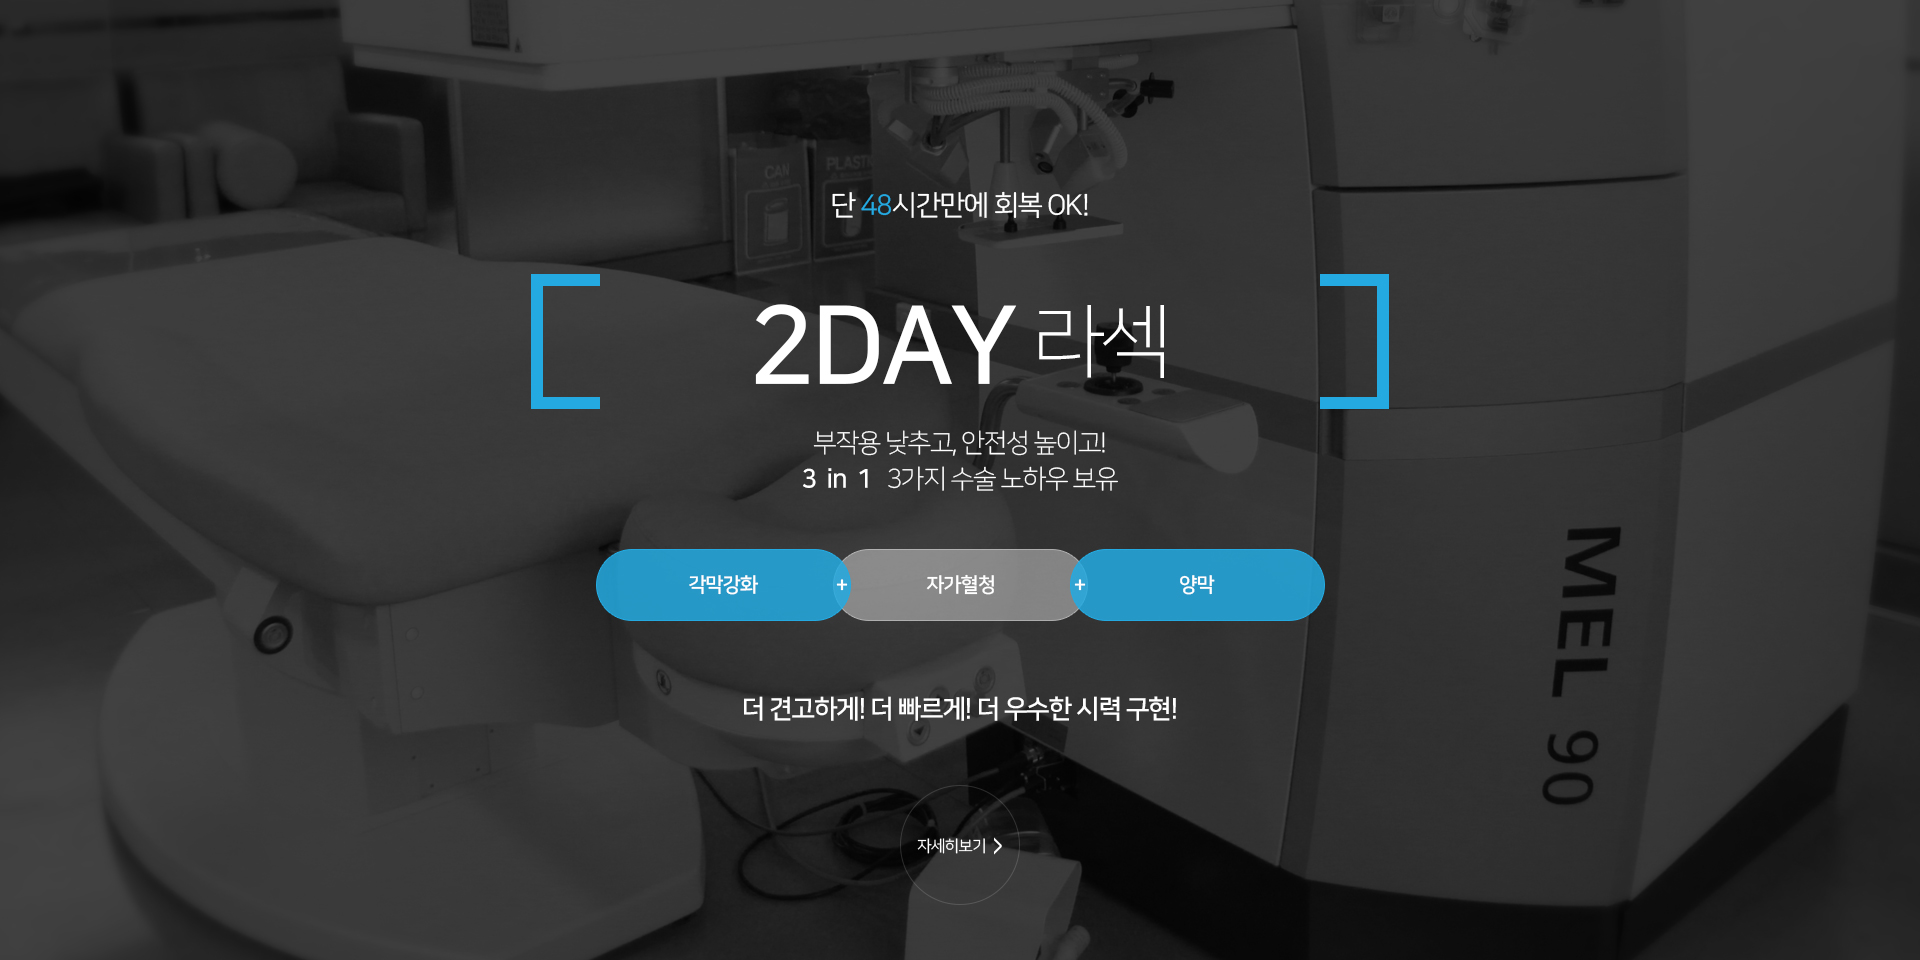 CAN
PLASTI
단 48시간만에 회복 OK!
2DAY 라섹
부작용 낮추고, 안전성 높이고!
3 in 1 3가지 수술 노하우 보유
각막강화 + 자가혈청 + 양막
더 견고하게! 더 빠르게! 더 우수한 시력 구현!
자세히보기 >
MEL 90